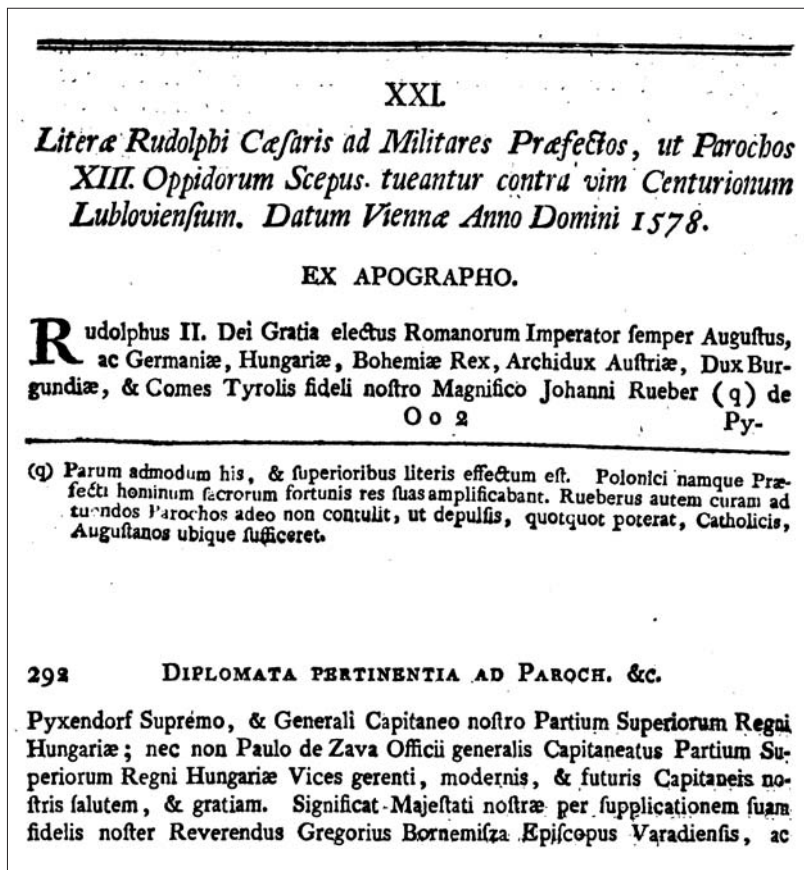 XXI.
Literæ Rudolphi Cæſaris ad Militares Præfectos, ut Parochos
XIII. Oppidorum Scepus. tueantur contra vim Centurionum
Lublovienſium. Datum Viennæ Anno Domini 1578.
EX APOGRAPHO.
Rudolphus II. Dei Gratia electus Romanorum Imperator ſemper Auguſtus,
ac Germaniæ, Hungariæ, Bohemiæ Rex, Archidux Auſtriæ, Dux Bur-
gundiæ, & Comes Tyrolis fideli noſtro Magnifico Johanni Rueber (q) de
O o 2 Py-
(q) Parum admodum his, & ſuperioribus literis effectum eſt. Polonici namque Præ-
fecti hominum ſacrorum fortunis res ſuas amplificabant. Rueberus autem curam ad
tuendos Parochos adeo non contulit, ut depulſis, quotquot poterat, Catholicis,
Auguſtanos ubique ſufficeret.
292 DIPLOMATA PERTINENTIA AD PAROCH. &c.
Pyxendorf Supremo, & Generali Capitaneo noſtro Partium Superiorum Regni
Hungariæ; nec non Paulo de Zava Officii generalis Capitaneatus Partium Su-
periorum Regni Hungariæ Vices gerenti, modernis, & futuris Capitaneis no-
ſtris ſalutem, & gratiam. Significat Majeſtati noſtræ per ſupplicationem ſuam
fidelis noſter Reverendus Gregorius Bornemiſza Epiſcopus Varadienſis, ac